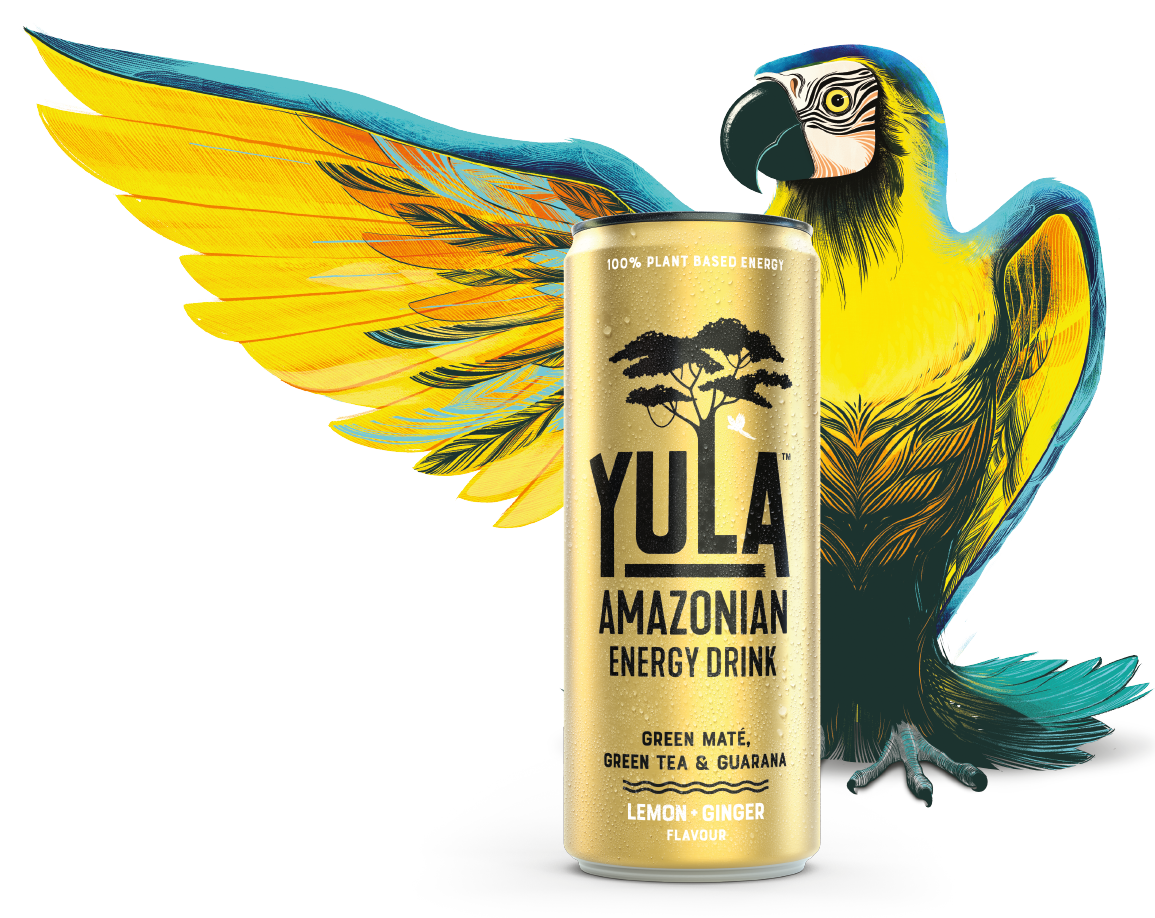 100% PLANT BASED ENERGY
YULA™
AMAZONIAN
ENERGY DRINK
GREEN MATÉ,
GREEN TEA & GUARANA
LEMON + GINGER
FLAVOUR